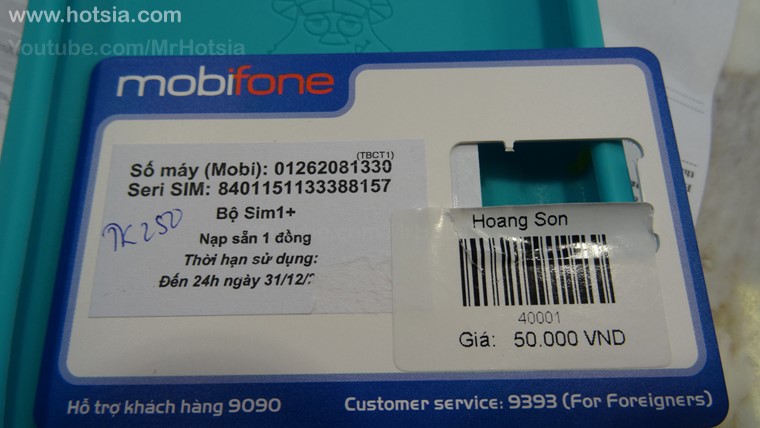 www.hotsia.com
Youtube.com/MrHotsia
mobifone
(TBCT1)
Số máy (Mobi): 01262081330
Seri SIM: 8401151133388157
Bộ Sim1+
TK 250
Nạp sẵn 1 đồng
Thời hạn sử dụng:
Đến 24h ngày 31/12/
Hoang Son
40001
Giá: 50.000 VND
Hỗ trợ khách hàng 9090
Customer service: 9393 (For Foreigners)